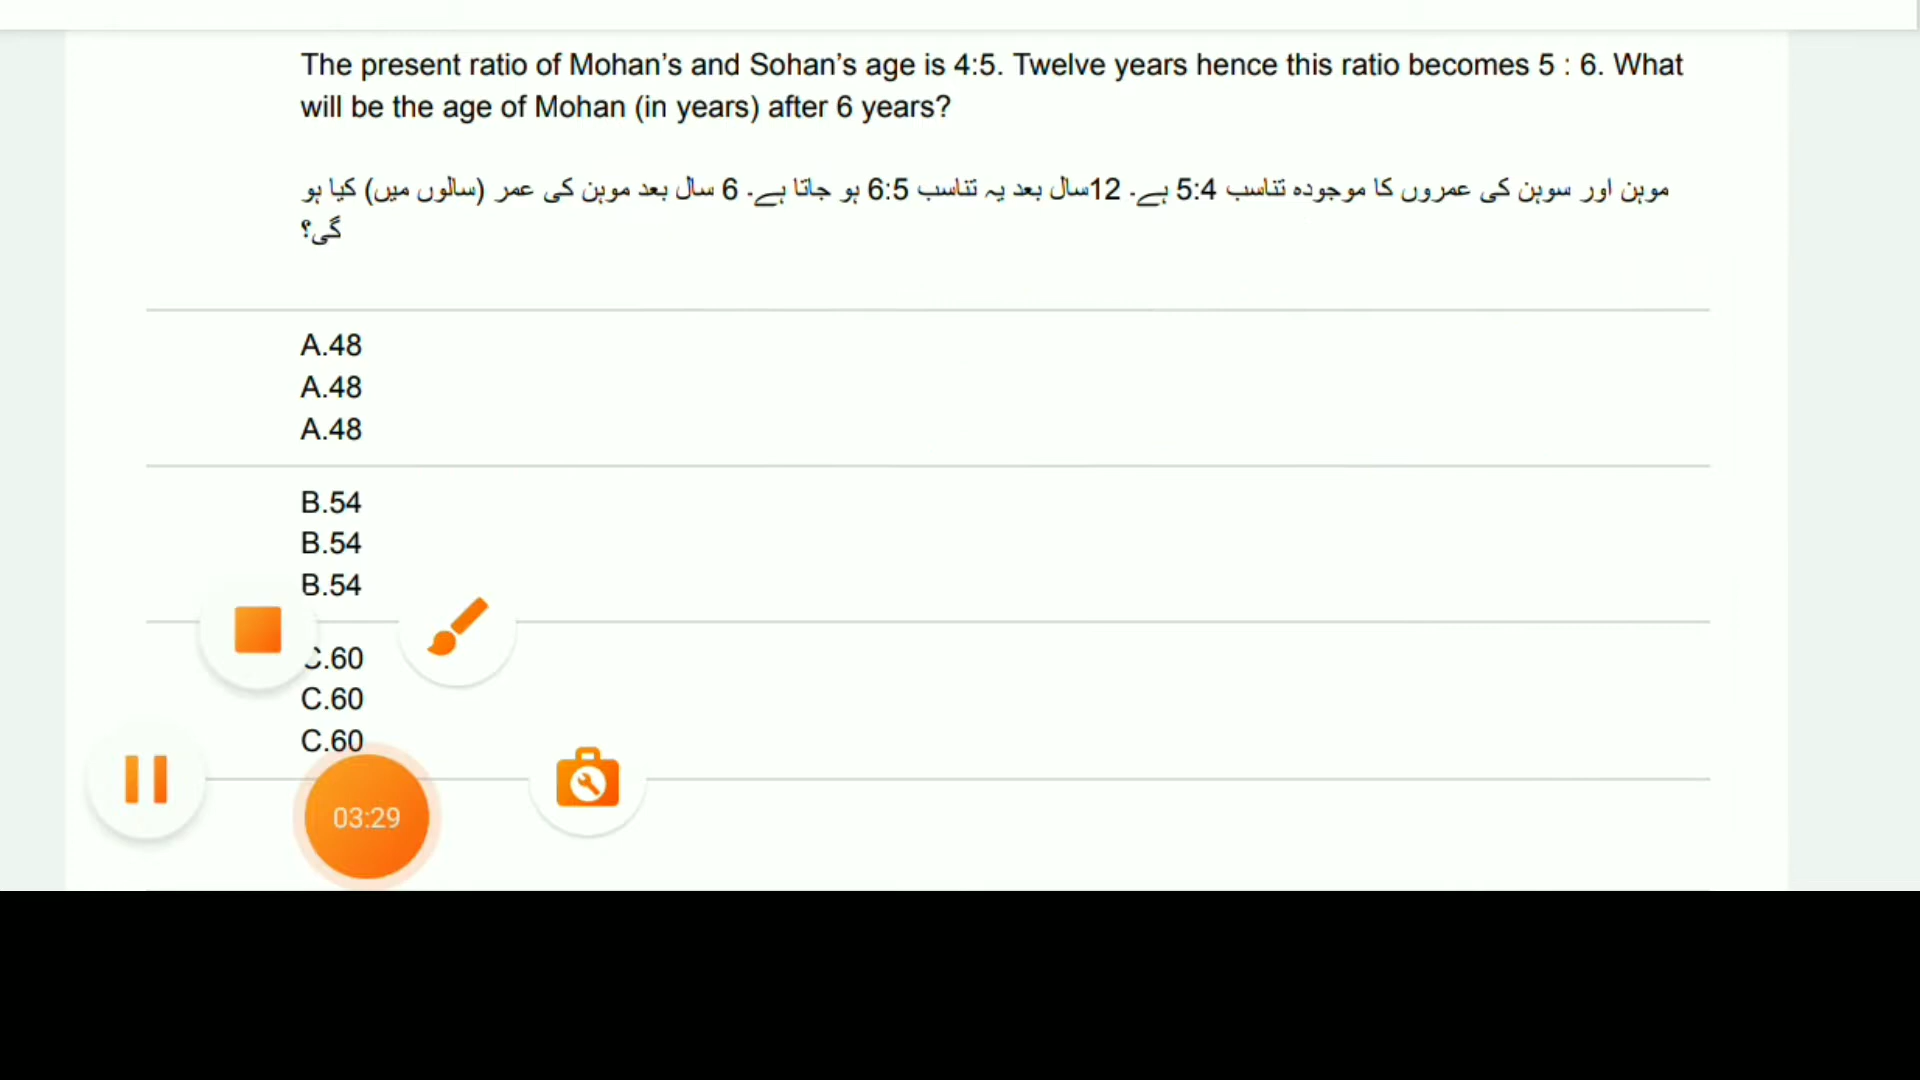 The present ratio of Mohan’s and Sohan’s age is 4:5. Twelve years hence this ratio becomes 5 : 6. What
will be the age of Mohan (in years) after 6 years?
موہن اور سوہن کی عمروں کا موجودہ تناسب 5:4 ہے۔ 12سال بعد یہ تناسب 6:5 ہو جاتا ہے۔ 6 سال بعد موہن کی عمر (سالوں میں) کیا ہو
گی؟
A.48
A.48
A.48
B.54
B.54
B.54
C.60
C.60
C.60
03:29